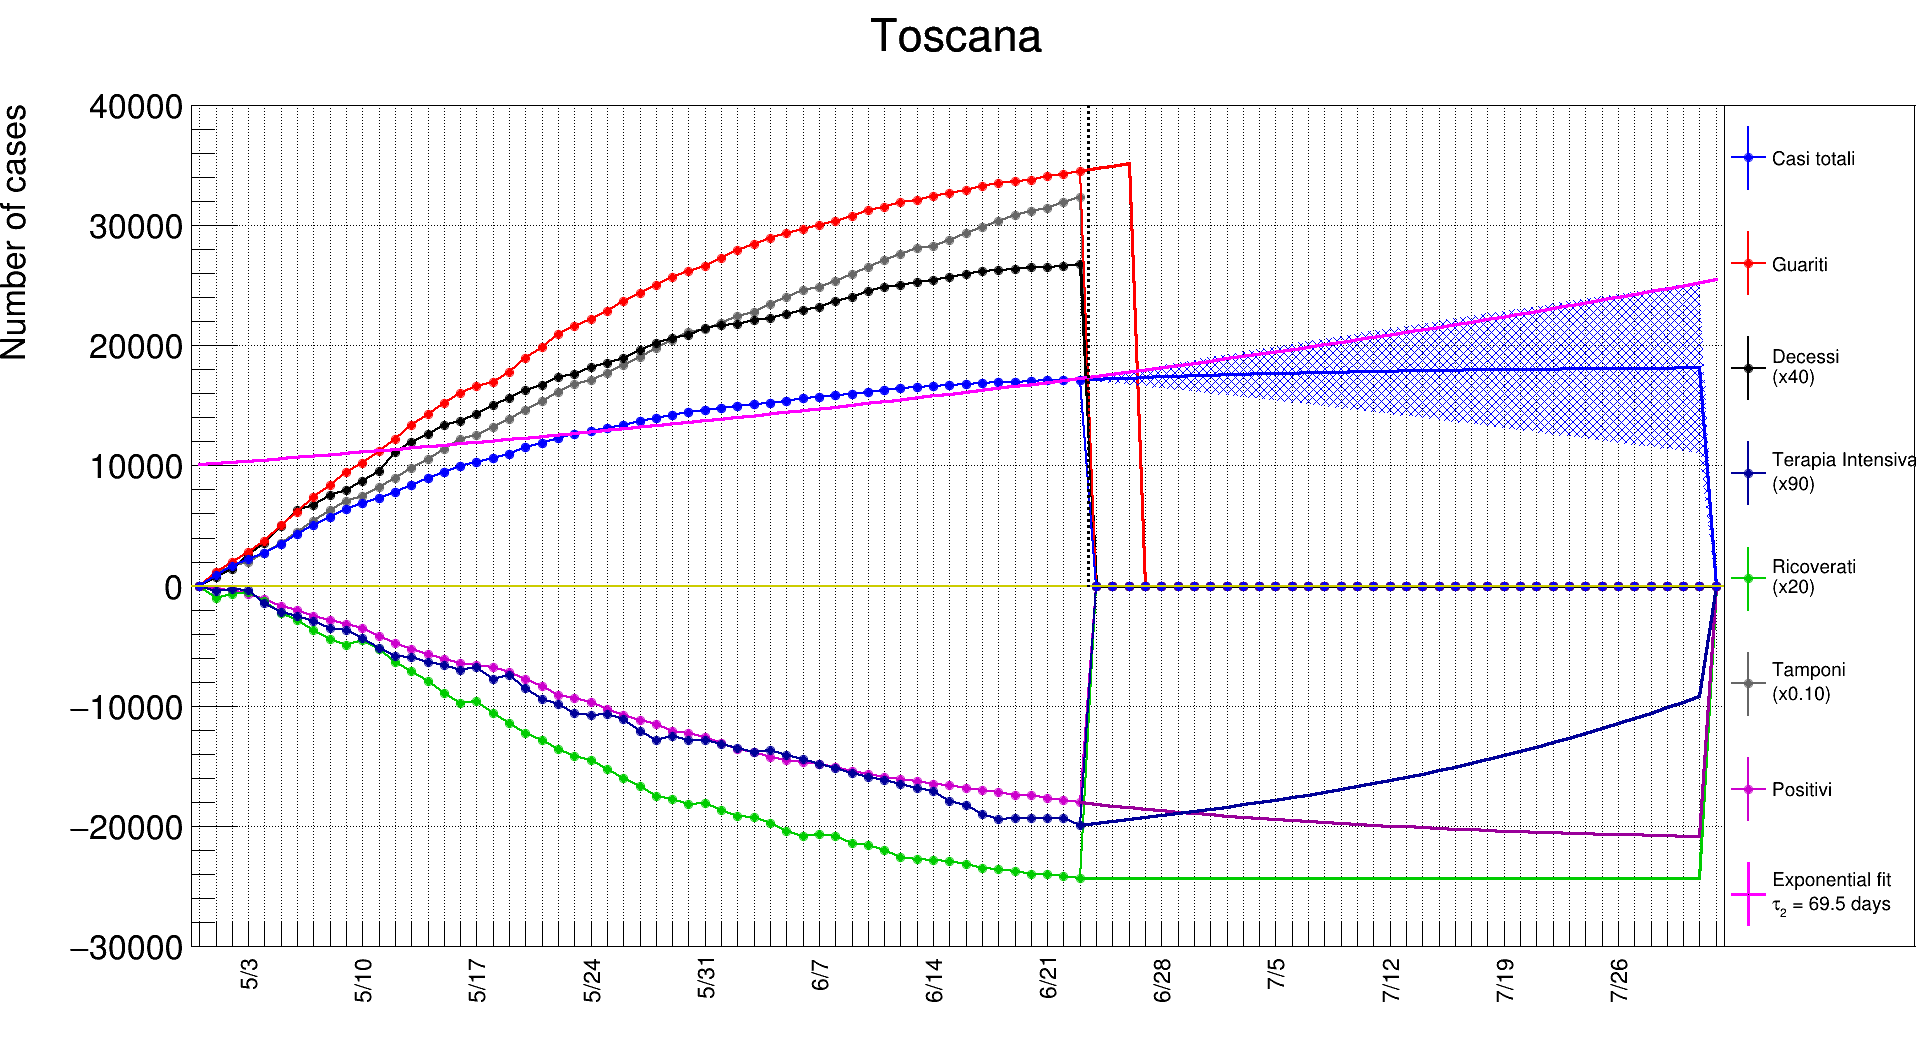 Toscana
Number of cases
40000
30000
20000
10000
0
−10000
−20000
−30000
5/3
5/10
5/17
5/24
5/31
6/7
6/14
6/21
6/28
7/5
7/12
7/19
7/26
Casi totali
Guariti
Decessi
(x40)
Terapia Intensiva
(x90)
Ricoverati
(x20)
Tamponi
(x0.10)
Positivi
Exponential fit
τ₂ = 69.5 days